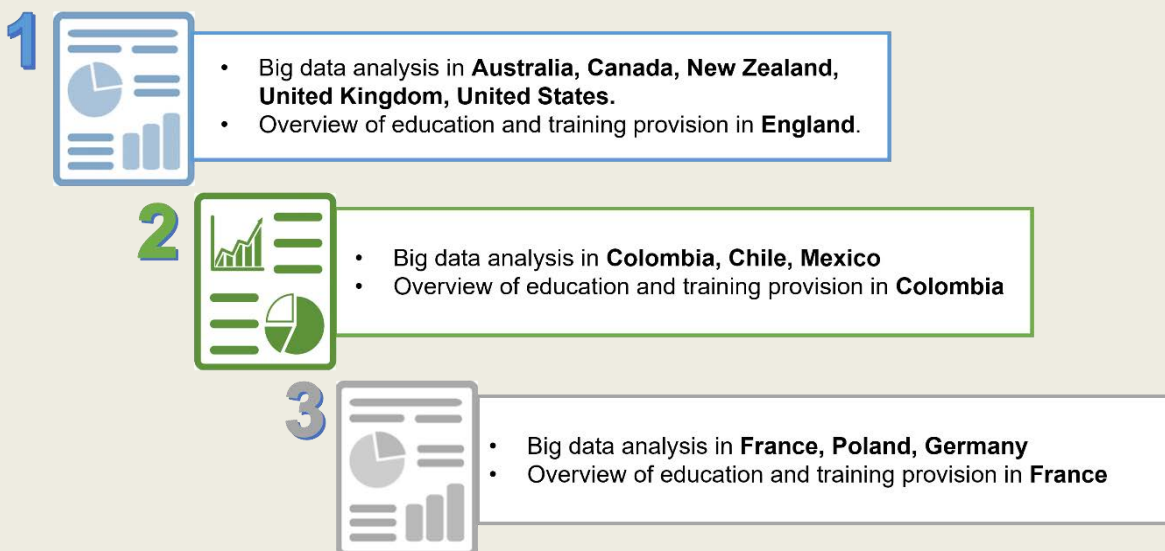 1
• Big data analysis in Australia, Canada, New Zealand,
United Kingdom, United States.
• Overview of education and training provision in England.
2
• Big data analysis in Colombia, Chile, Mexico
• Overview of education and training provision in Colombia
3
• Big data analysis in France, Poland, Germany
• Overview of education and training provision in France